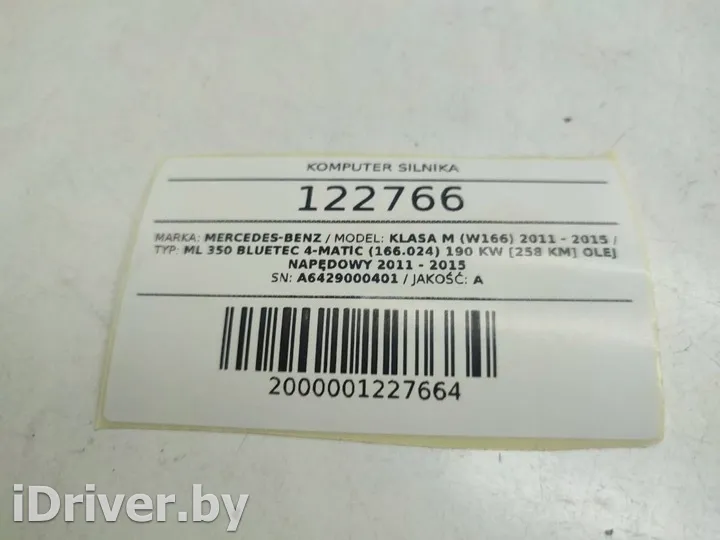 KOMPUTER SILNIKA
122766
MARKA: MERCEDES-BENZ / MODEL: KLASA M (W166) 2011 - 2015 /
TYP: ML 350 BLUETEC 4-MATIC (166.024) 190 KW [258 KM] OLEJ
NAPĘDOWY 2011 - 2015
SN: A6429000401 / JAKOŚĆ: A
2000001227664
iDriver.by